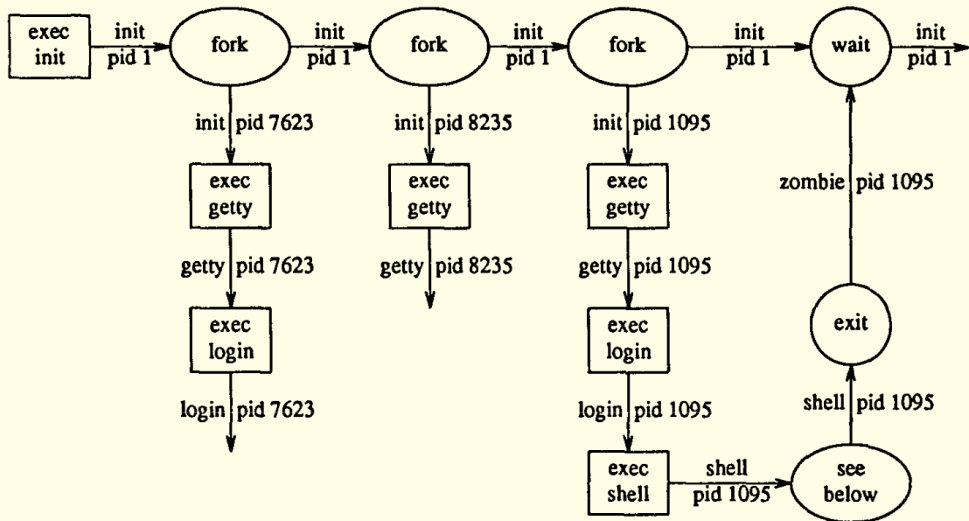 exec
init
init
pid 1
fork
init
pid 1
fork
init
pid 1
fork
init
pid 1
wait
init
pid 1
init pid 7623
init pid 8235
init pid 1095
exec
getty
exec
getty
exec
getty
zombie pid 1095
getty pid 7623
getty pid 8235
getty pid 1095
exec
login
exec
login
exit
login pid 7623
login pid 1095
shell pid 1095
exec
shell
shell
pid 1095
see
below